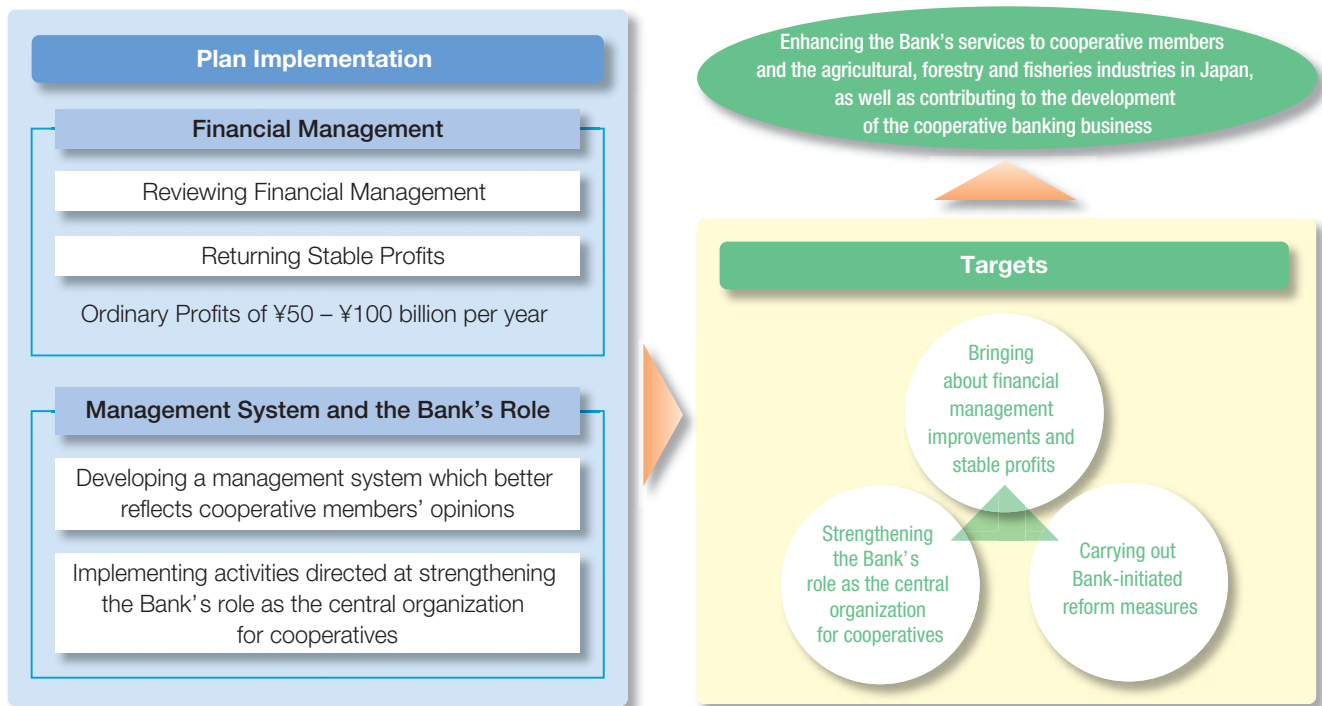 Plan Implementation
Financial Management
Reviewing Financial Management
Returning Stable Profits
Ordinary Profits of ¥50 – ¥100 billion per year
Management System and the Bank’s Role
Developing a management system which better
reflects cooperative members’ opinions
Implementing activities directed at strengthening
the Bank’s role as the central organization
for cooperatives
Enhancing the Bank’s services to cooperative members
and the agricultural, forestry and fisheries industries in Japan,
as well as contributing to the development
of the cooperative banking business
Targets
Bringing
about financial
management
improvements and
stable profits
Strengthening
the Bank’s
role as the central
organization
for cooperatives
Carrying out
Bank-initiated
reform measures